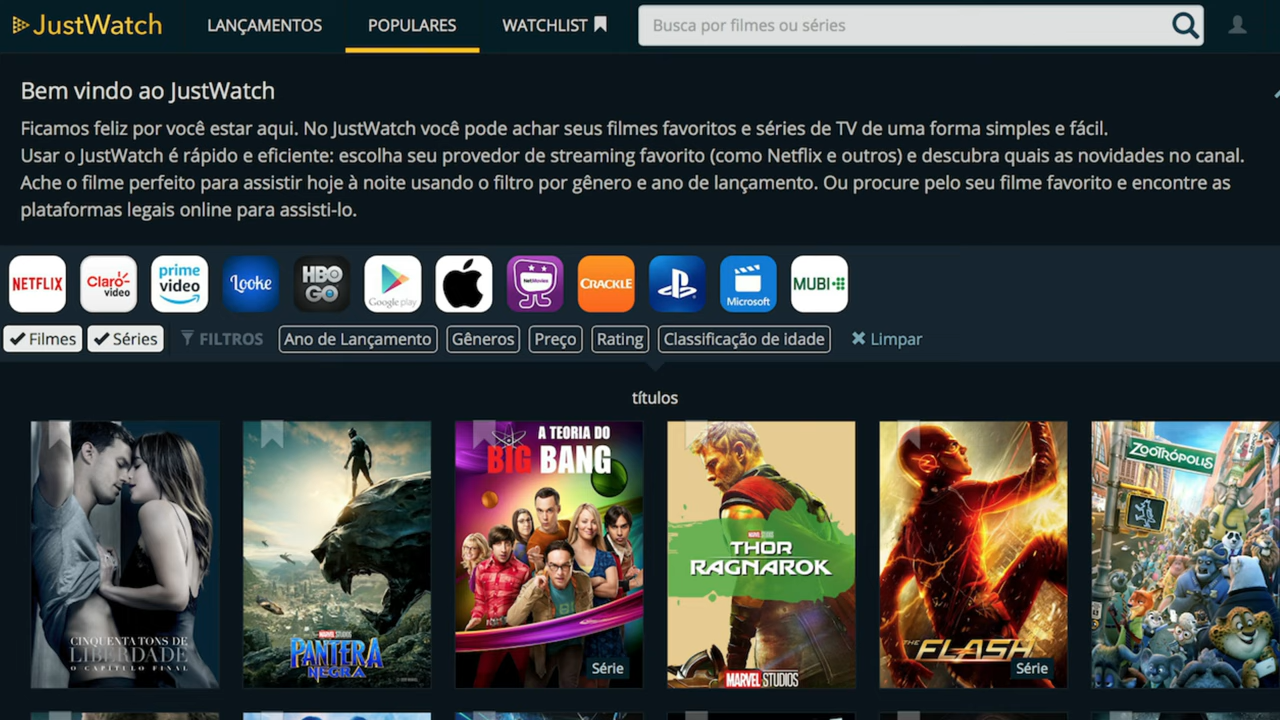 JustWatch
LANÇAMENTOS
POPULARES
WATCHLIST
Busca por filmes ou séries
Bem vindo ao JustWatch
Ficamos feliz por você estar aqui. No JustWatch você pode achar seus filmes favoritos e séries de TV de uma forma simples e fácil.
Usar o JustWatch é rápido e eficiente: escolha seu provedor de streaming favorito (como Netflix e outros) e descubra quais as novidades no canal.
Ache o filme perfeito para assistir hoje à noite usando o filtro por gênero e ano de lançamento. Ou procure pelo seu filme favorito e encontre as
plataformas legais online para assisti-lo.
NETFLIX
Claro
video
prime
video
Looke
HBO
GO
Google play
NetMovies
CRACKLE
Microsoft
MUBI
Filmes
Séries
FILTROS
Ano de Lançamento
Gêneros
Preço
Rating
Classificação de idade
Limpar
títulos
CINQUENTA TONS DE
LIBERDADE
O CAPÍTULO FINAL
MARVEL STUDIOS
PANTERA
NEGRA
A TEORIA DO
BIG BANG
Série
MARVEL STUDIOS
THOR
RAGNAROK
MARVEL STUDIOS
THE FLASH
Série
ZOOTRÓPOLIS